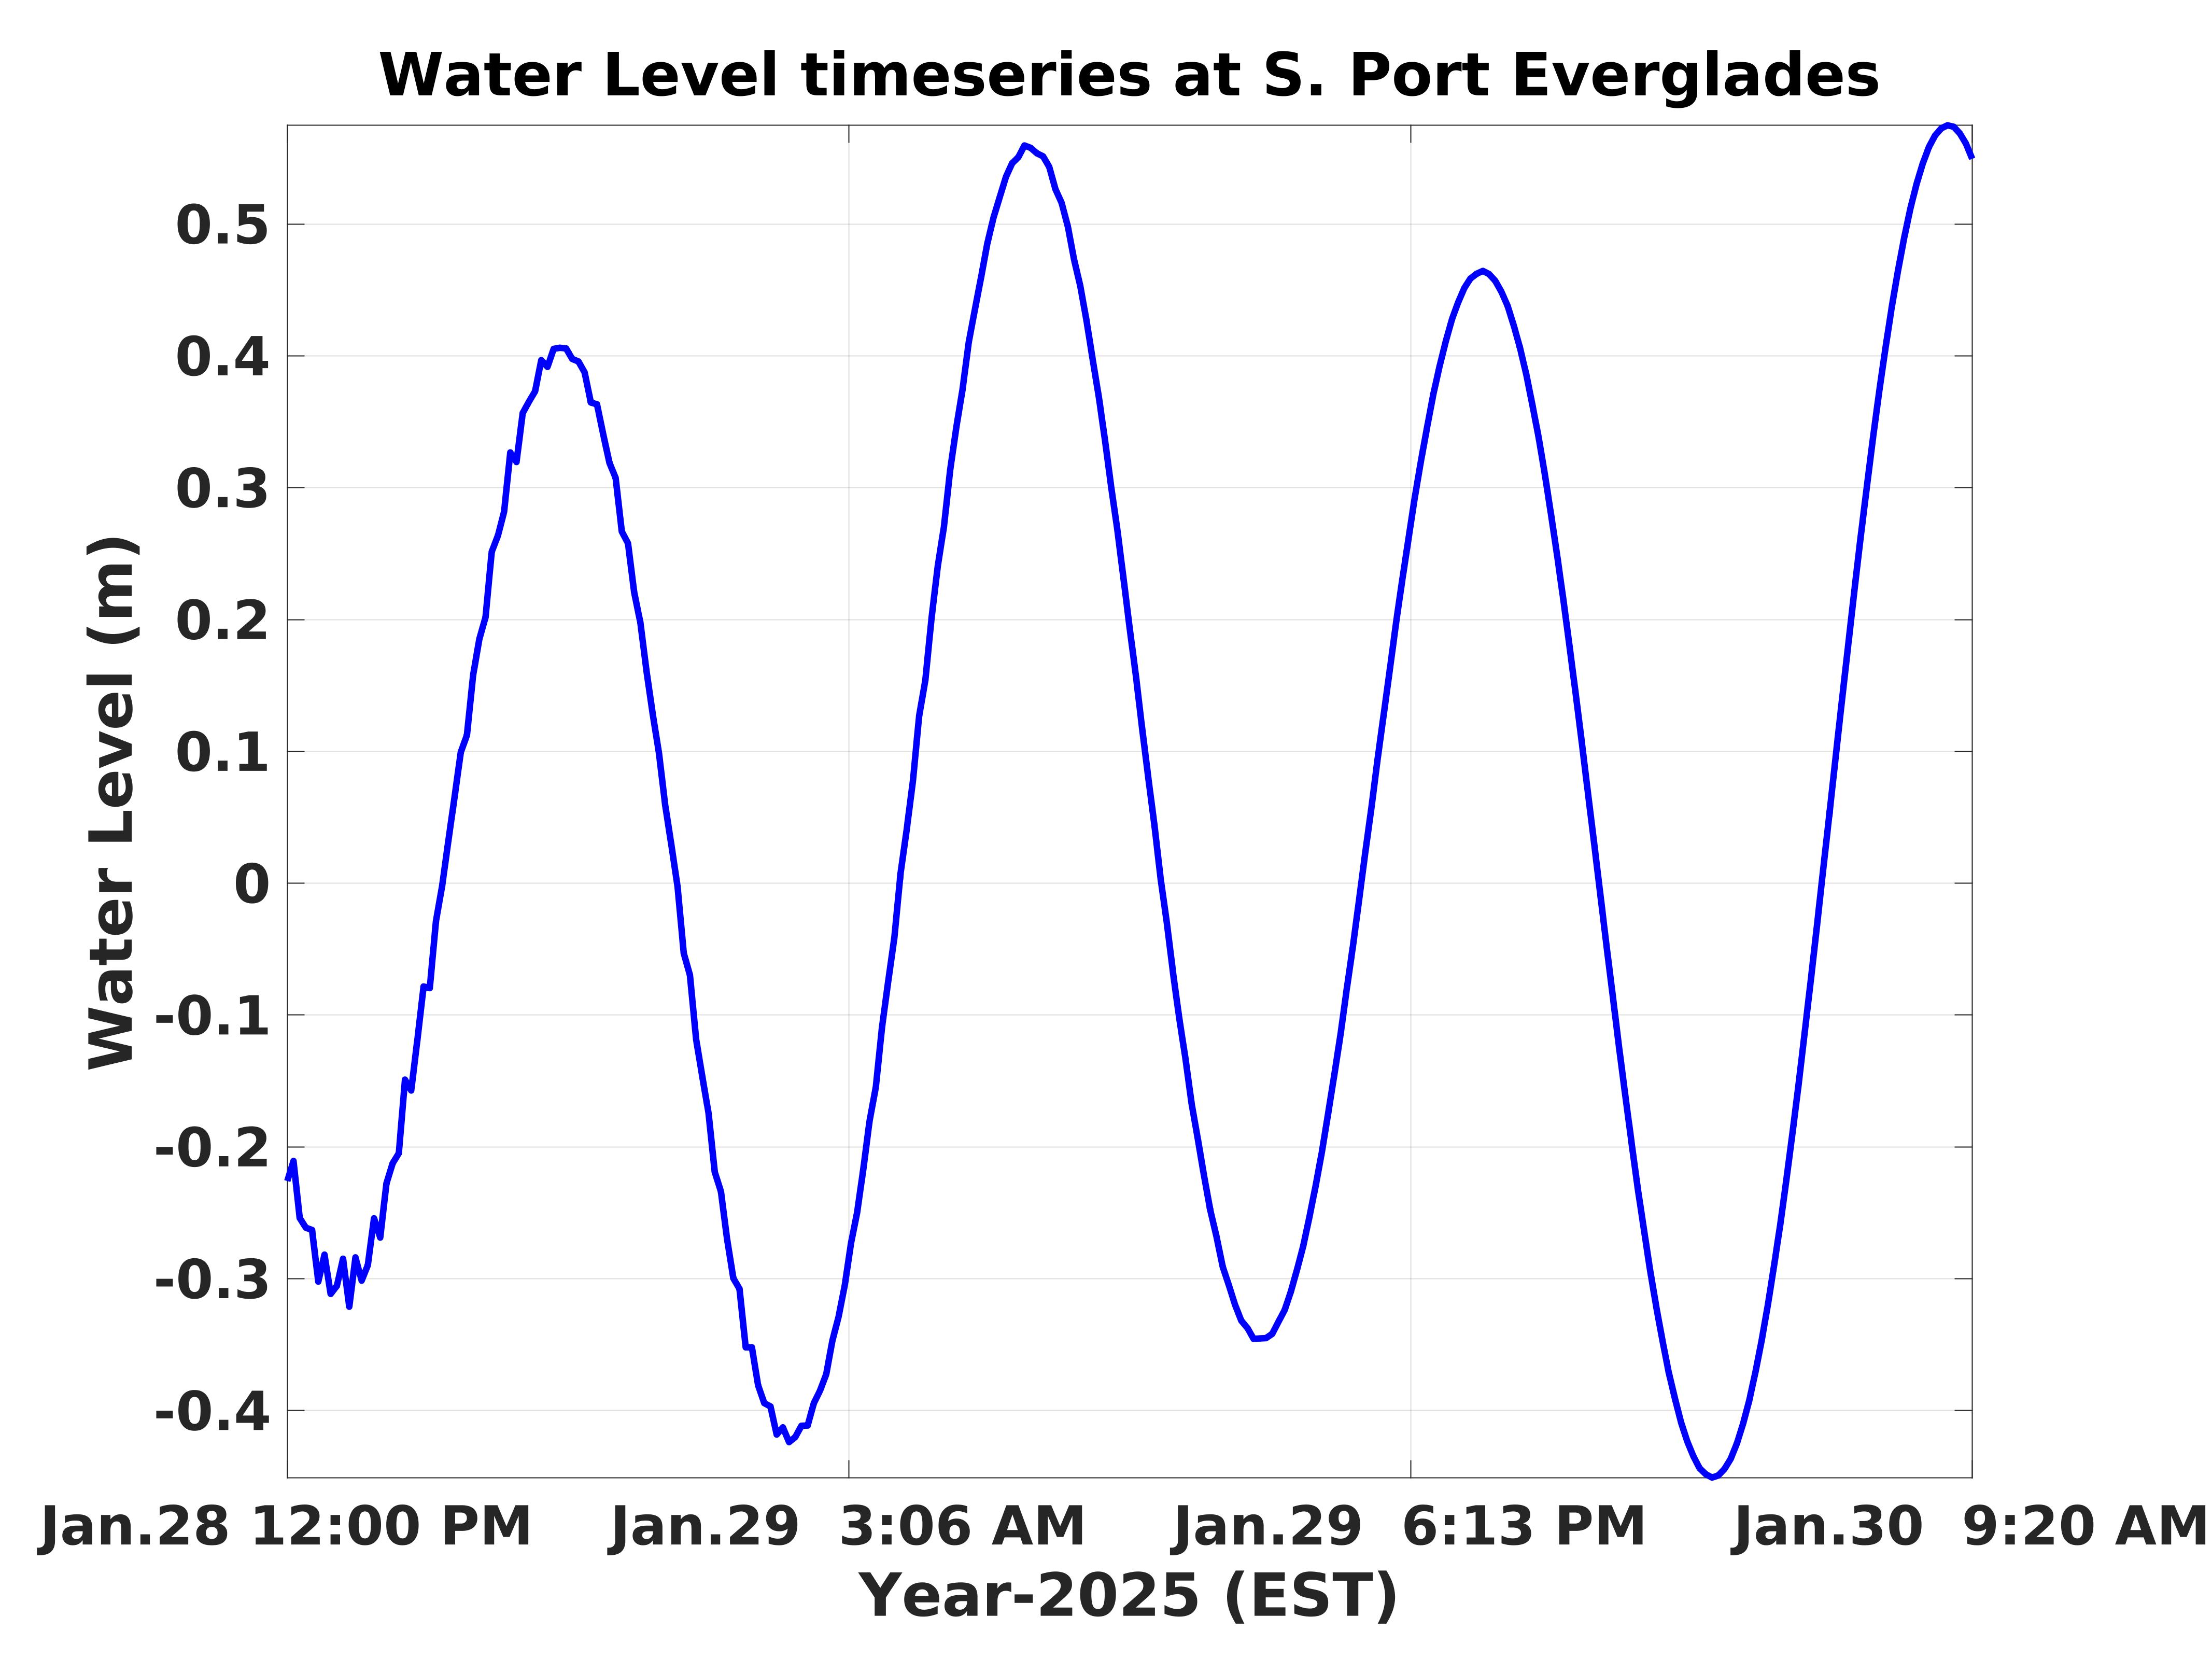 Water Level timeseries at S. Port Everglades
Water Level (m)
0.5
0.4
0.3
0.2
0.1
0
-0.1
-0.2
-0.3
-0.4
Jan.28 12:00 PM Jan.29 3:06 AM Jan.29 6:13 PM Jan.30 9:20 AM
Year-2025 (EST)